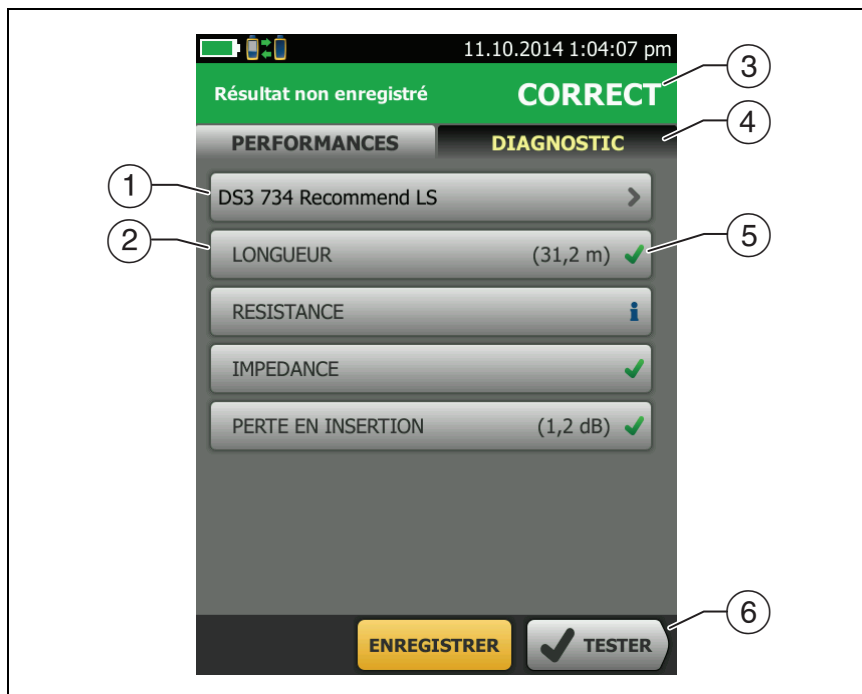 11.10.2014 1:04:07 pm
Résultat non enregistré CORRECT
PERFORMANCES DIAGNOSTIC
DS3 734 Recommend LS
LONGUEUR (31,2 m)
RESISTANCE i
IMPEDANCE
PERTE EN INSERTION (1,2 dB)
ENREGISTRER TESTER
1
2
3
4
5
6